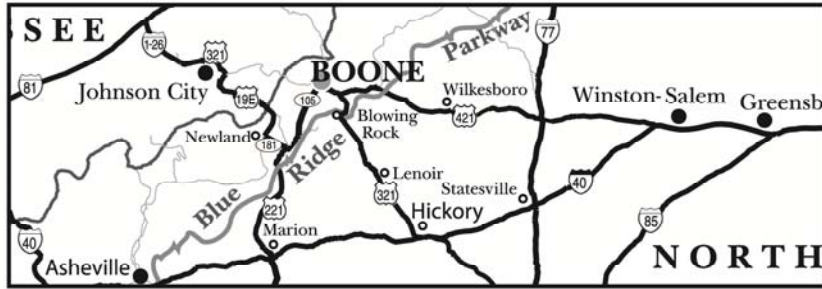 SEE
Parkway
I-26
321
77
BOONE
81
Johnson City
19E
105
Wilkesboro
Winston-Salem
Greensb
Blowing
Rock
421
Newland
181
Ridge
Lenoir
40
Blue
321
Statesville
221
Hickory
85
40
Marion
Asheville
NORTH